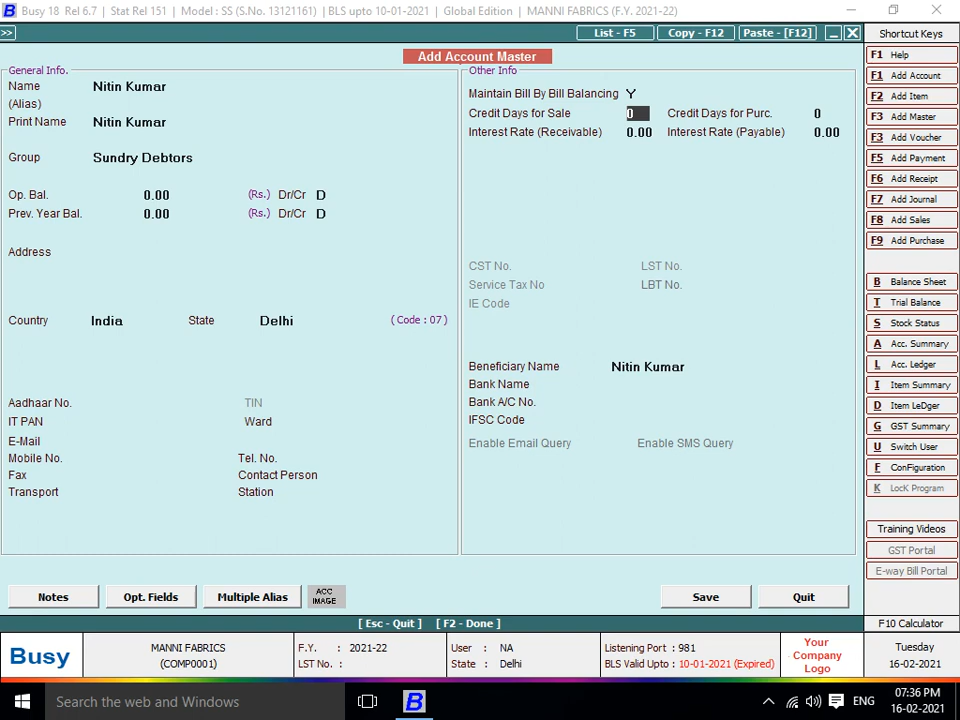 Busy 18 Rel 6.7 | Stat Rel 151 | Model : SS (S.No. 13121161) | BLS upto 10-01-2021 | Global Edition | MANNI FABRICS (F.Y. 2021-22)
>> List - F5 Copy - F12 Paste - [F12]
Shortcut Keys
Add Account Master
General Info.
Name Nitin Kumar
(Alias)
Print Name Nitin Kumar
Group Sundry Debtors
Op. Bal. 0.00 (Rs.) Dr/Cr D
Prev. Year Bal. 0.00 (Rs.) Dr/Cr D
Address
Country India State Delhi (Code : 07)
Aadhaar No. TIN
IT PAN Ward
E-Mail
Mobile No. Tel. No.
Fax Contact Person
Transport Station
Other Info
Maintain Bill By Bill Balancing Y
Credit Days for Sale 0 Credit Days for Purc. 0
Interest Rate (Receivable) 0.00 Interest Rate (Payable) 0.00
CST No. LST No.
Service Tax No LBT No.
IE Code
Beneficiary Name Nitin Kumar
Bank Name
Bank A/C No.
IFSC Code
Enable Email Query Enable SMS Query
Notes Opt. Fields Multiple Alias ACC IMAGE Save Quit
[ Esc - Quit ] [ F2 - Done ]
F1 Help
F1 Add Account
F2 Add Item
F3 Add Master
F3 Add Voucher
F5 Add Payment
F6 Add Receipt
F7 Add Journal
F8 Add Sales
F9 Add Purchase
B Balance Sheet
T Trial Balance
S Stock Status
A Acc. Summary
L Acc. Ledger
I Item Summary
D Item LeDger
G GST Summary
U Switch User
F ConFiguration
K LocK Program
Training Videos
GST Portal
E-way Bill Portal
F10 Calculator
Busy
MANNI FABRICS
(COMP0001)
F.Y. : 2021-22
LST No. :
User : NA
State : Delhi
Listening Port : 981
BLS Valid Upto : 10-01-2021 (Expired)
Your
Company
Logo
Tuesday
16-02-2021
Search the web and Windows
B
ENG
07:36 PM
16-02-2021